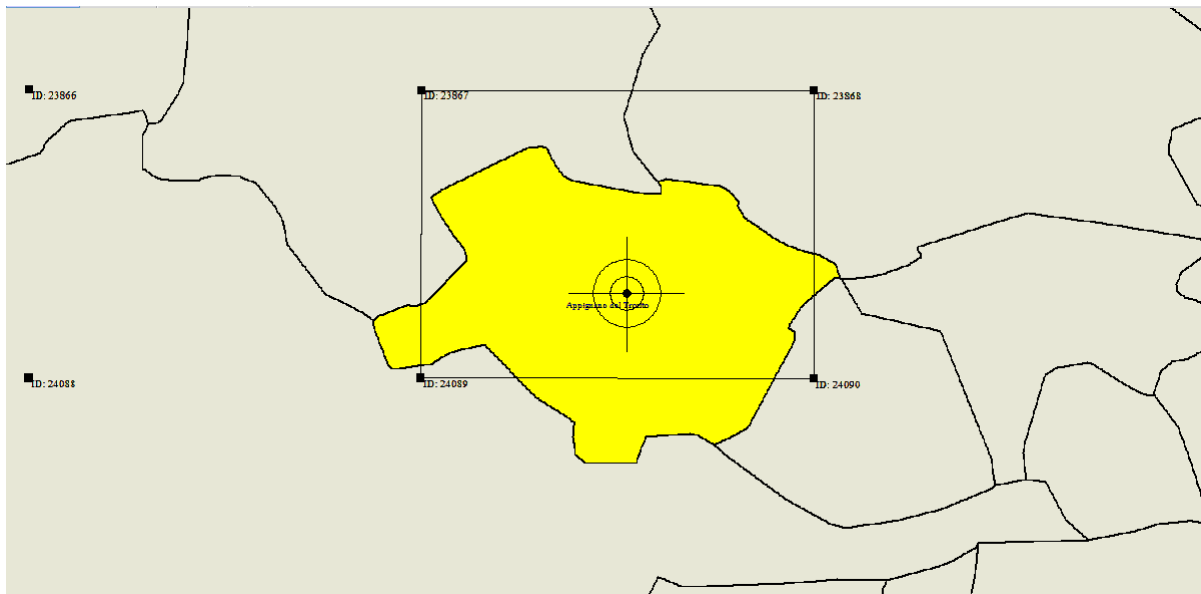 ID: 23866
ID: 23867
ID: 23868
Appignano del Tronto
ID: 24088
ID: 24089
ID: 24090